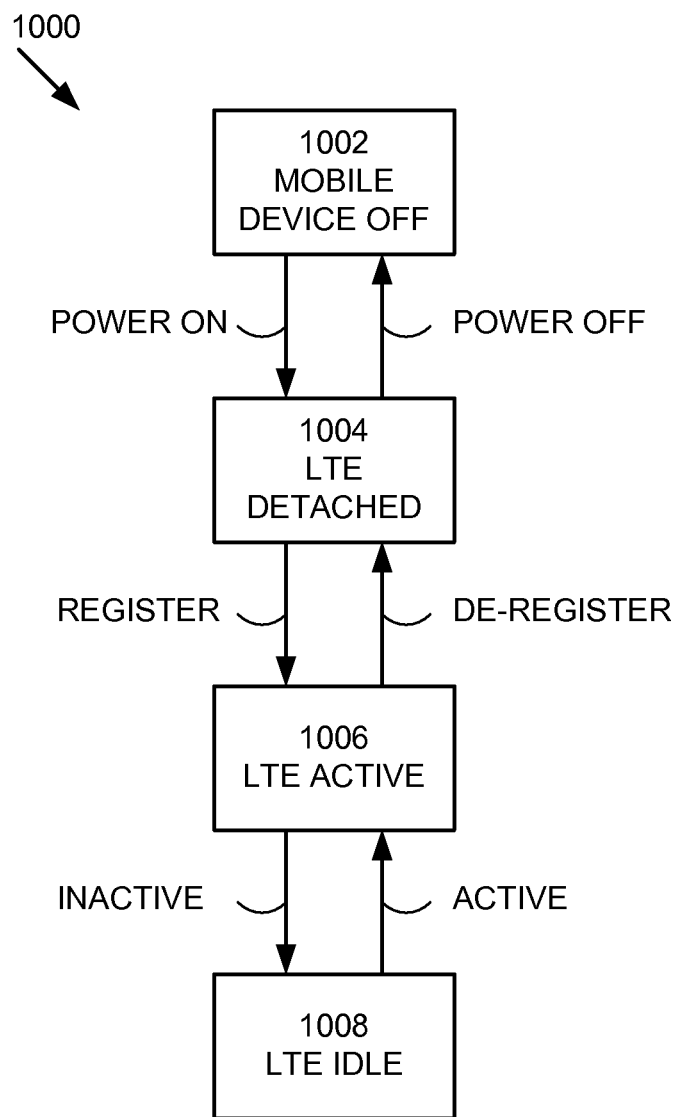 1000
1002
MOBILE
DEVICE OFF
POWER ON
POWER OFF
1004
LTE
DETACHED
REGISTER
DE-REGISTER
1006
LTE ACTIVE
INACTIVE
ACTIVE
1008
LTE IDLE